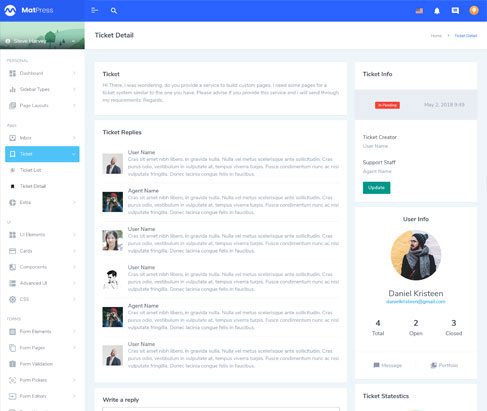 MatPress
Steve Harvey
PERSONAL
Dashboard
Sidebar Types
Page Layouts
Apps
Inbox
Ticket
Ticket List
Ticket Detail
Extra
UI
Ui Elements
Cards
Components
Advanced UI
CSS
FORMS
Form Elements
Form Pages
Form Validation
Form Pickers
Form Editors
Ticket Detail
Home
Ticket Detail
Ticket
Hi There, I was wondering, do you provide a service to build custom pages. I need some pages for
a ticket system similar to the one you have. Please advise if you provide this service and I will send through
my requirements. Regards.
Ticket Replies
User Name
Cras sit amet nibh libero, in gravida nulla. Nulla vel metus scelerisque ante sollicitudin. Cras
purus odio, vestibulum in vulputate at, tempus viverra turpis. Fusce condimentum nunc ac nisi
vulputate fringilla. Donec lacinia congue felis in faucibus.
Agent Name
Cras sit amet nibh libero, in gravida nulla. Nulla vel metus scelerisque ante sollicitudin. Cras
purus odio, vestibulum in vulputate at, tempus viverra turpis. Fusce condimentum nunc ac nisi
vulputate fringilla. Donec lacinia congue felis in faucibus.
User Name
Cras sit amet nibh libero, in gravida nulla. Nulla vel metus scelerisque ante sollicitudin. Cras
purus odio, vestibulum in vulputate at, tempus viverra turpis. Fusce condimentum nunc ac nisi
vulputate fringilla. Donec lacinia congue felis in faucibus.
User Name
Cras sit amet nibh libero, in gravida nulla. Nulla vel metus scelerisque ante sollicitudin. Cras
purus odio, vestibulum in vulputate at, tempus viverra turpis. Fusce condimentum nunc ac nisi
vulputate fringilla. Donec lacinia congue felis in faucibus.
Agent Name
Cras sit amet nibh libero, in gravida nulla. Nulla vel metus scelerisque ante sollicitudin. Cras
purus odio, vestibulum in vulputate at, tempus viverra turpis. Fusce condimentum nunc ac nisi
vulputate fringilla. Donec lacinia congue felis in faucibus.
User Name
Cras sit amet nibh libero, in gravida nulla. Nulla vel metus scelerisque ante sollicitudin. Cras
purus odio, vestibulum in vulputate at, tempus viverra turpis. Fusce condimentum nunc ac nisi
vulputate fringilla. Donec lacinia congue felis in faucibus.
Write a reply
Ticket Info
In Pending
May 2, 2018 9:49
Ticket Creator
User Name
Support Staff
Agent Name
Update
User Info
Daniel Kristeen
danielkristeen@gmail.com
4 2 3
Total Open Closed
Message Portfolio
Ticket Statestics